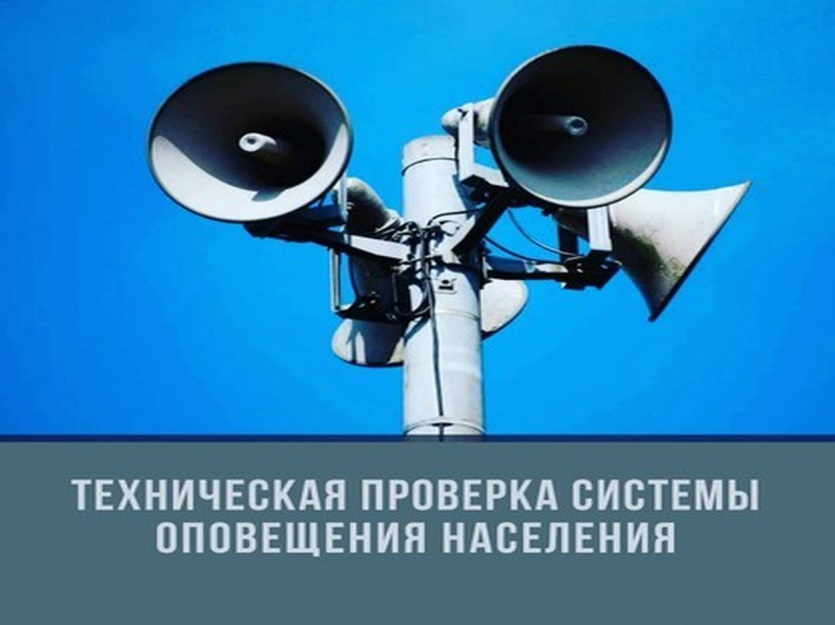 ТЕХНИЧЕСКАЯ ПРОВЕРКА СИСТЕМЫ
ОПОВЕЩЕНИЯ НАСЕЛЕНИЯ